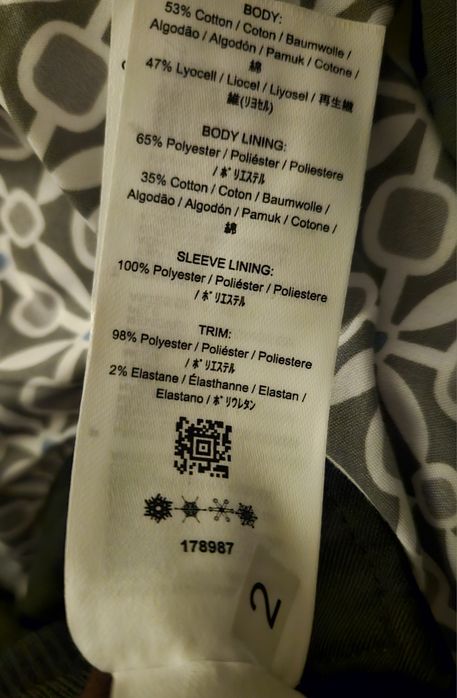 BODY:
53% Cotton / Coton / Baumwolle /
Algodão / Algodón / Pamuk / Cotone /
綿
47% Lyocell / Liocel / Liyosel / 再生繊
維(リヨセル)
BODY LINING:
65% Polyester / Poliéster / Poliestere
/ ポリエステル
35% Cotton / Coton / Baumwolle /
Algodão / Algodón / Pamuk / Cotone /
綿
SLEEVE LINING:
100% Polyester / Poliéster / Poliestere
/ ポリエステル
TRIM:
98% Polyester / Poliéster / Poliestere
/ ポリエステル
2% Elastane / Élasthanne / Elastan /
Elastano / ポリウレタン
178987
2